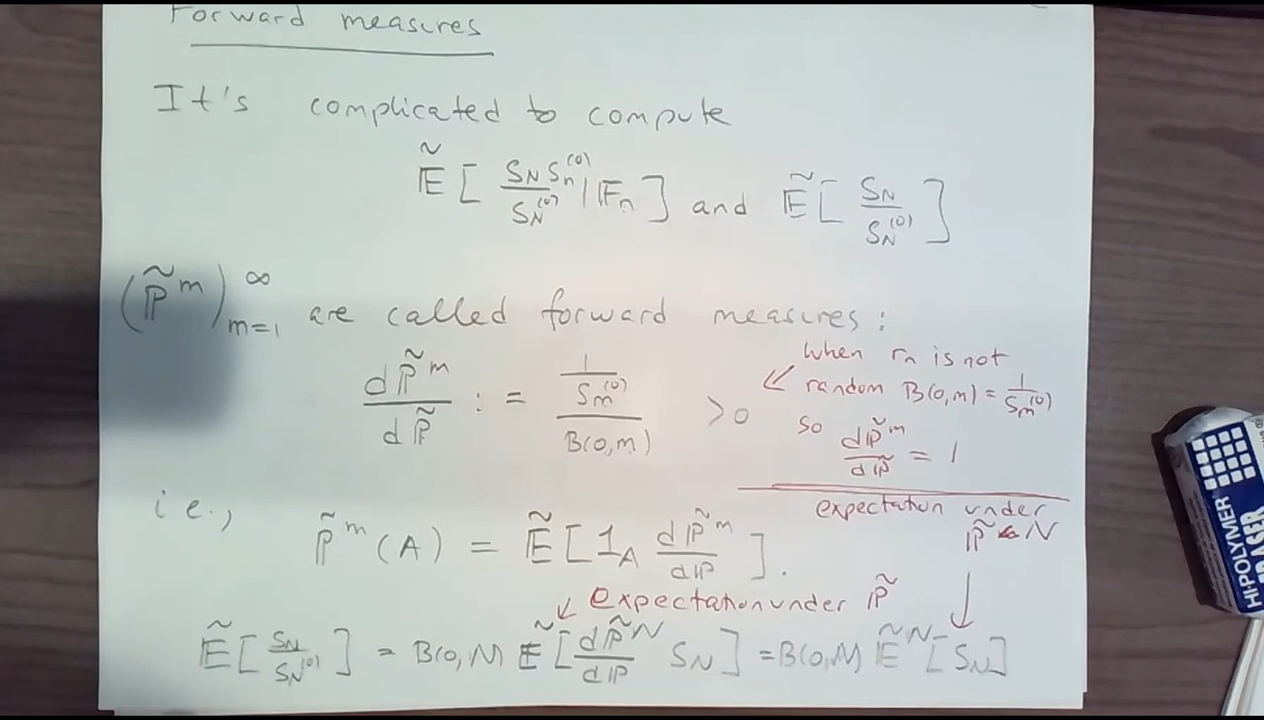 Forward measures
It's complicated to compute
Ẽ[ S_N S_n^(0) / S_N^(0) | F_n ] and Ẽ[ S_N / S_N^(0) ]
(P̃^m)_{m=1}^∞ are called forward measures:
dP̃^m / dP̃ := (1 / S_m^(0)) / B(0,m) > 0
When r_n is not
↙ random B(0,m) = 1 / S_m^(0)
so dP̃^m / dP̃ = 1
i.e., P̃^m(A) = Ẽ[ 1_A dP̃^m / dP ].
expectation under
P̃ N
↓
↙ expectation under P̃
Ẽ[ S_N / S_N^(0) ] = B(0,N) Ẽ[ dP̃^N / dP S_N ] = B(0,N) Ẽ^N[ S_N ]
HI-POLYMER
ERASER